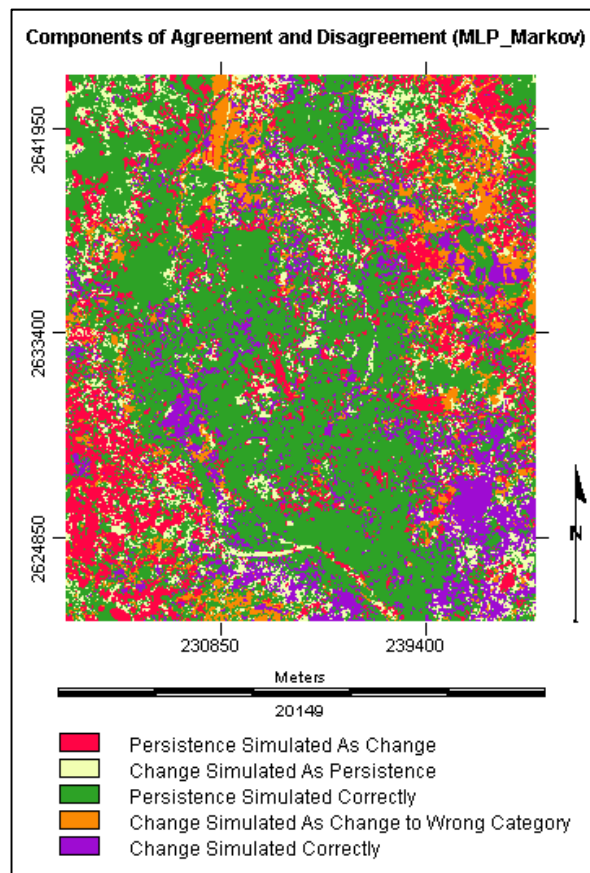 Components of Agreement and Disagreement (MLP_Markov)
2641950
2633400
2624850
230850 239400
N
Meters
20149
Persistence Simulated As Change
Change Simulated As Persistence
Persistence Simulated Correctly
Change Simulated As Change to Wrong Category
Change Simulated Correctly